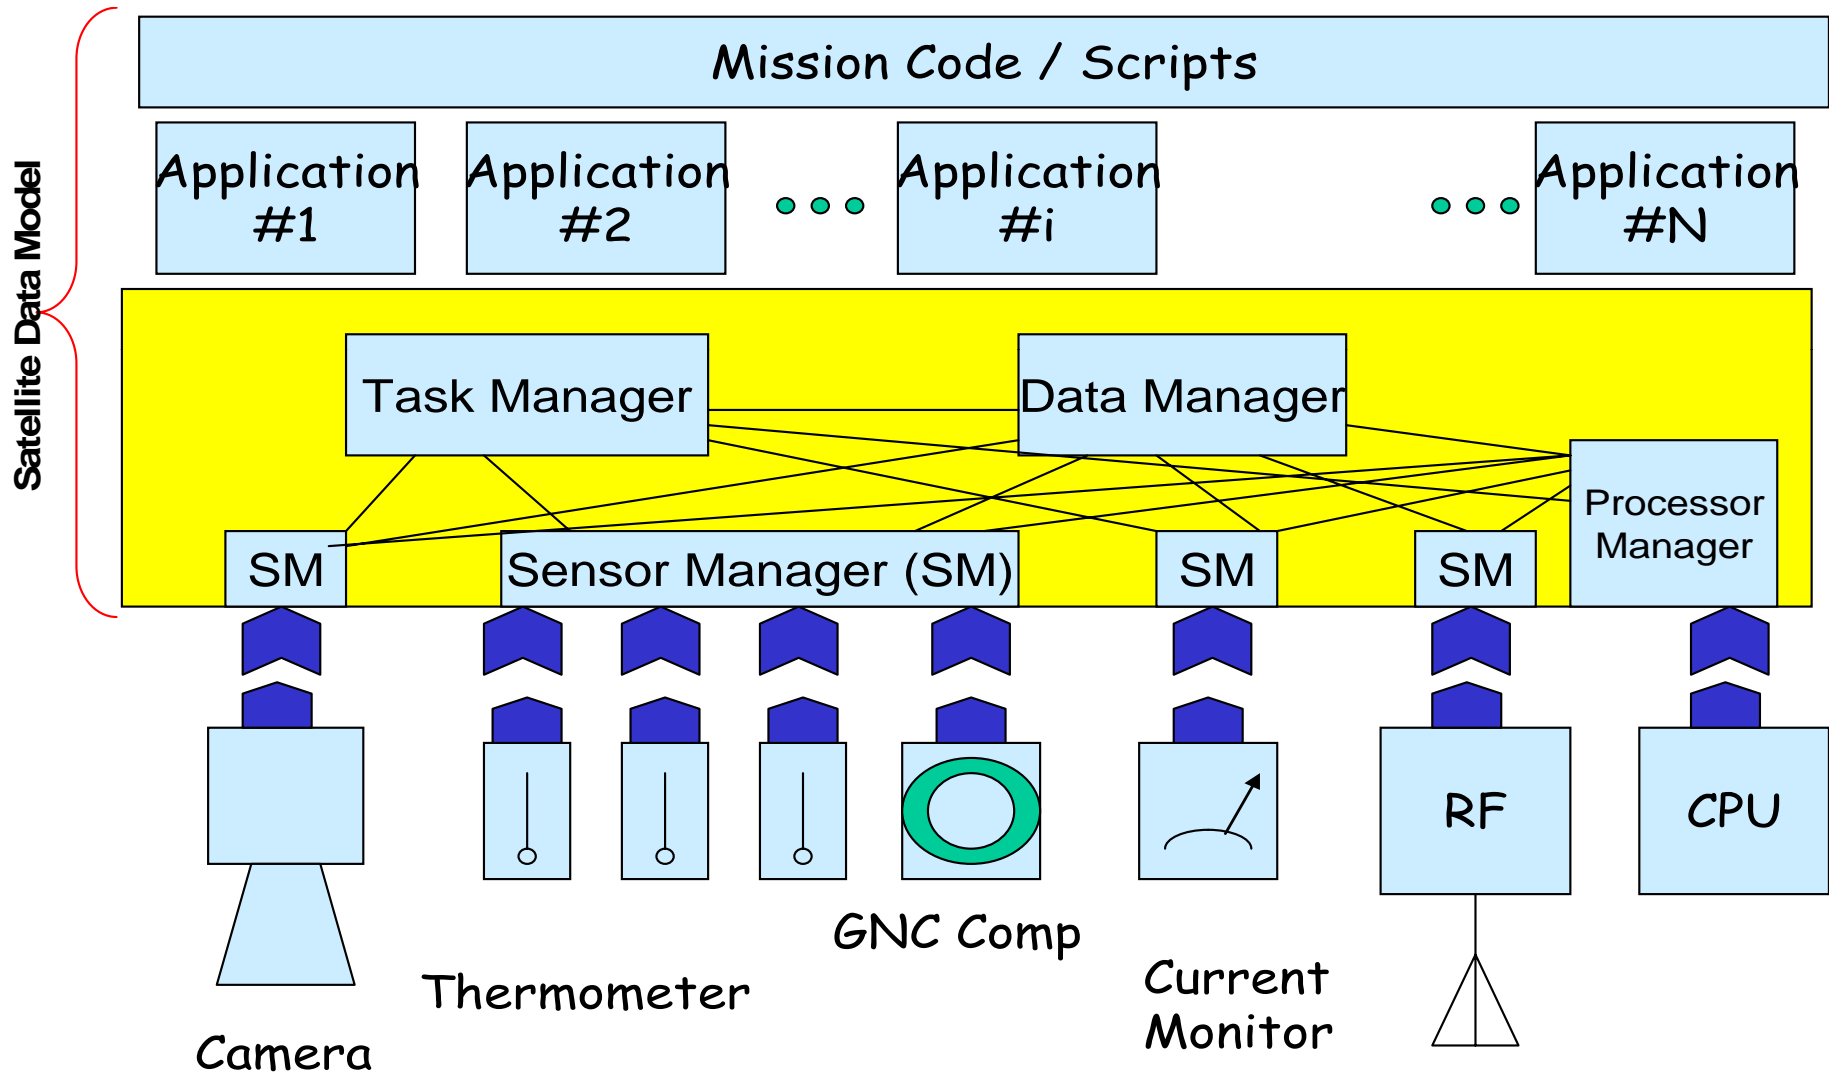 Mission Code / Scripts
Application
#1
Application
#2
Application
#i
Application
#N
Satellite Data Model
Task Manager
Data Manager
Processor
Manager
SM
Sensor Manager (SM)
SM
SM
RF
CPU
GNC Comp
Thermometer
Current
Monitor
Camera